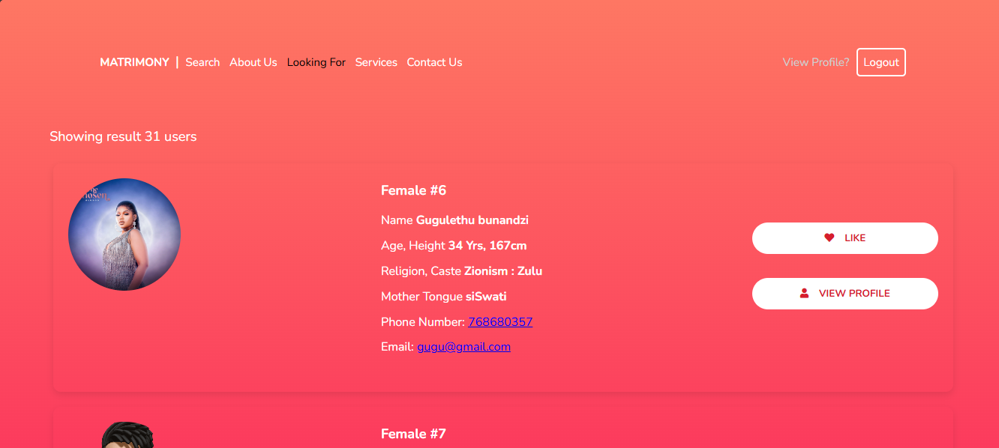 MATRIMONY | Search About Us Looking For Services Contact Us View Profile? Logout
Showing result 31 users
Female #6
Name Gugulethu bunandzi
Age, Height 34 Yrs, 167cm
Religion, Caste Zionism : Zulu
Mother Tongue siSwati
Phone Number: 768680357
Email: gugu@gmail.com
LIKE
VIEW PROFILE
Female #7